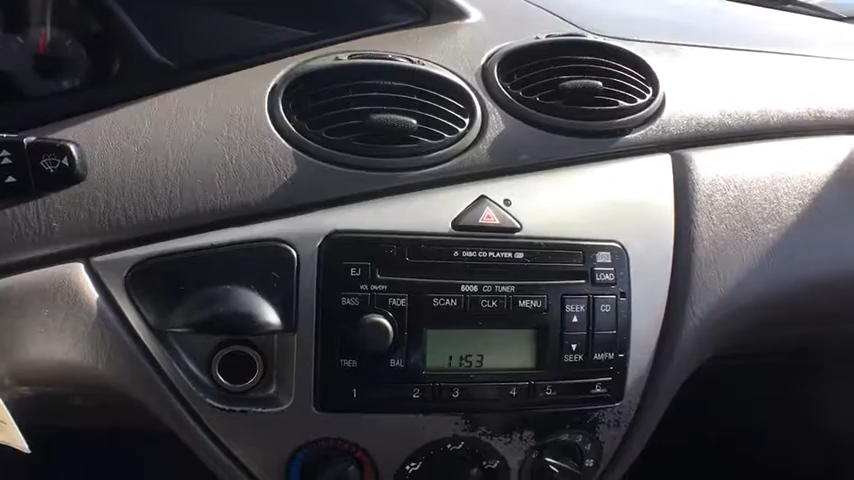 6 DISC CD PLAYER
EJ
LOAD
VOL ON/OFF
6006 CD TUNER
BASS FADE SCAN CLK MENU SEEK CD
11:53
TREB BAL SEEK AM/FM
1 2 3 4 5 6
4